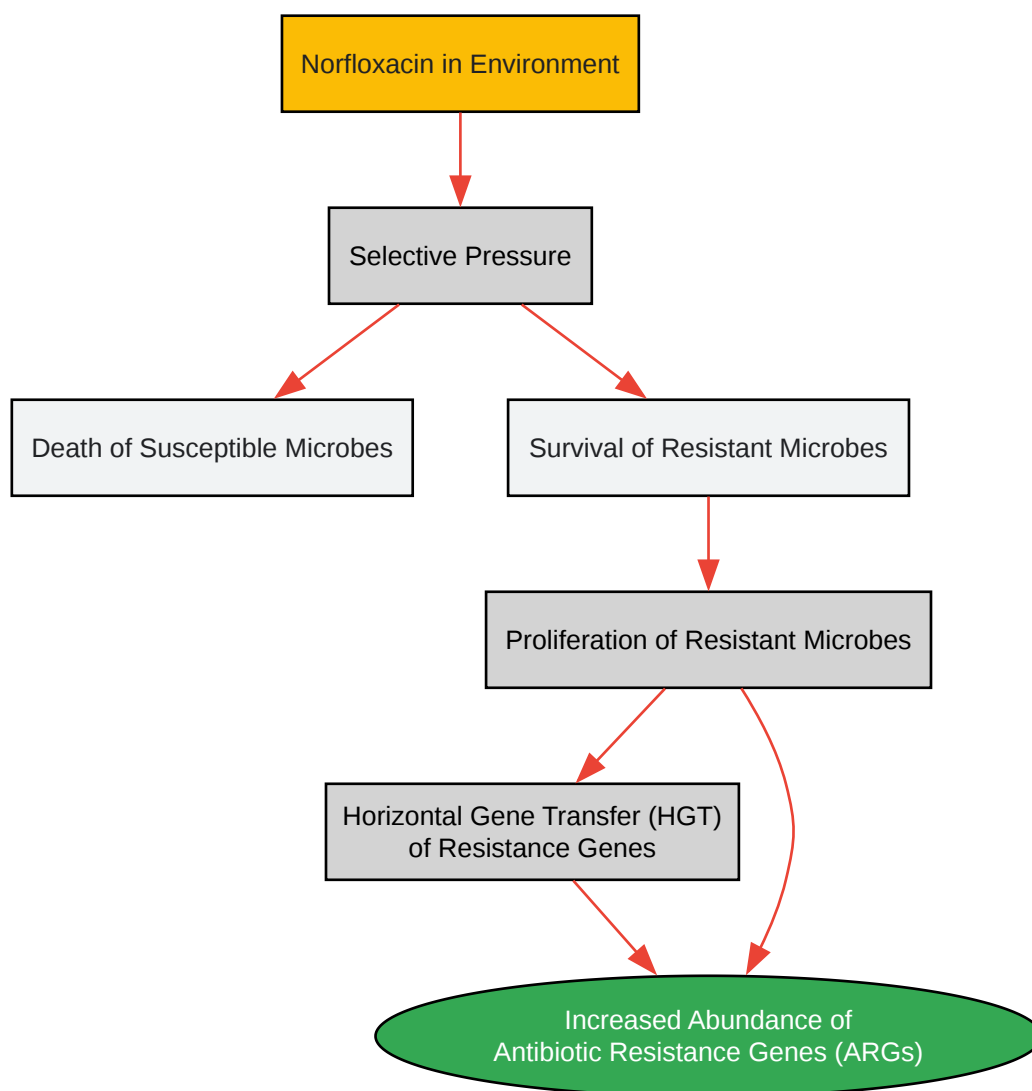 Norfloxacin in Environment
Selective Pressure
Death of Susceptible Microbes
Survival of Resistant Microbes
Proliferation of Resistant Microbes
Horizontal Gene Transfer (HGT)
of Resistance Genes
Increased Abundance of
Antibiotic Resistance Genes (ARGs)